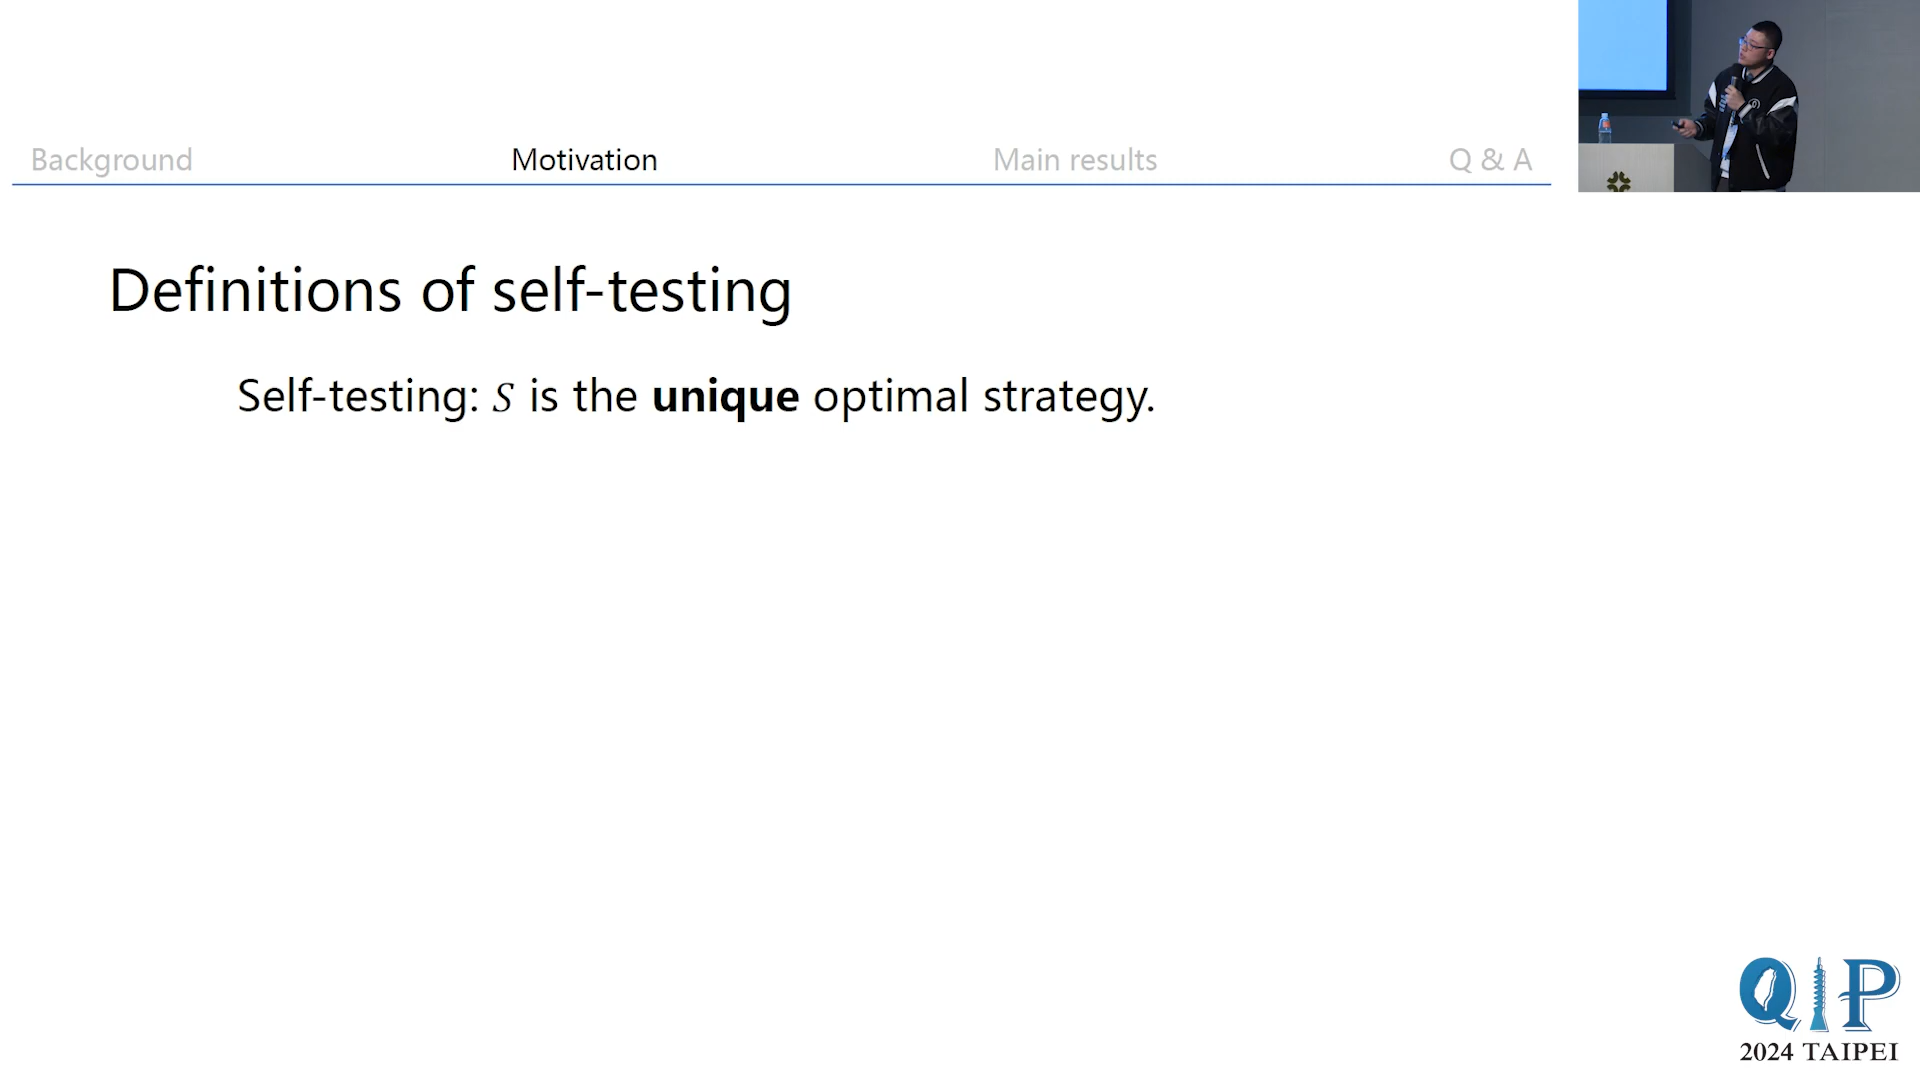 Background Motivation Main results Q & A
Definitions of self-testing
Self-testing: S is the unique optimal strategy.
QIP
2024 TAIPEI